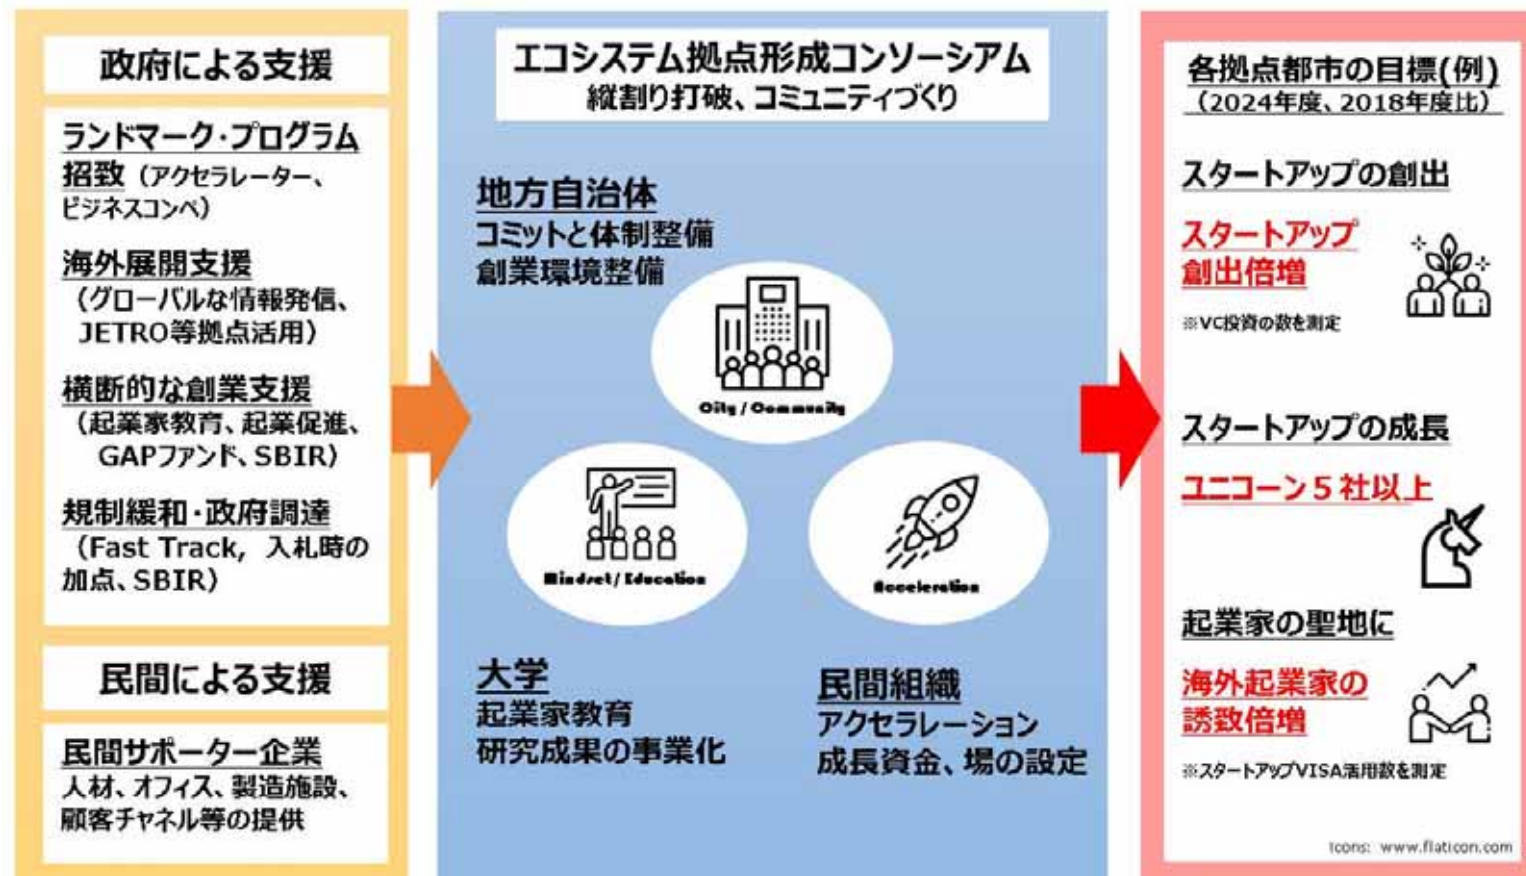 政府による支援
ランドマーク・プログラム
招致（アクセラレーター、
ビジネスコンペ）
海外展開支援
（グローバルな情報発信、
JETRO等拠点活用）
横断的な創業支援
（起業家教育、起業促進、
GAPファンド、SBIR）
規制緩和・政府調達
（Fast Track, 入札時の
加点、SBIR）
民間による支援
民間サポーター企業
人材、オフィス、製造施設、
顧客チャネル等の提供
エコシステム拠点形成コンソーシアム
縦割り打破、コミュニティづくり
地方自治体
コミットと体制整備
創業環境整備
City / Community
Mindset / Education
Acceleration
大学
起業家教育
研究成果の事業化
民間組織
アクセラレーション
成長資金、場の設定
各拠点都市の目標(例)
（2024年度、2018年度比）
スタートアップの創出
スタートアップ
創出倍増
※VC投資の数を測定
スタートアップの成長
ユニコーン５社以上
起業家の聖地に
海外起業家の
誘致倍増
※スタートアップVISA活用数を測定
Icons: www.flaticon.com